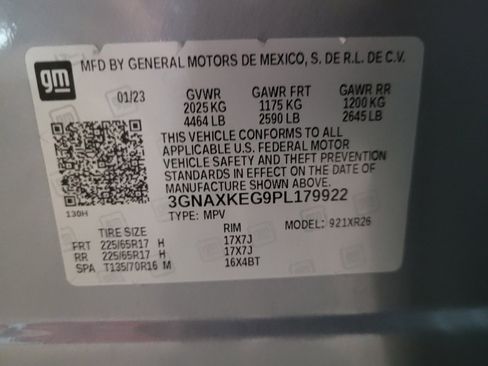 gm
MFD BY GENERAL MOTORS DE MEXICO, S. DE R.L. DE C.V.
01/23 GVWR GAWR FRT GAWR RR
2025 KG 1175 KG 1200 KG
4464 LB 2590 LB 2645 LB
THIS VEHICLE CONFORMS TO ALL
APPLICABLE U.S. FEDERAL MOTOR
VEHICLE SAFETY AND THEFT PREVENTION
STANDARDS IN EFFECT ON THE DATE OF
MANUFACTURE SHOWN ABOVE.
3GNAXKEG9PL179922
130H TYPE: MPV MODEL: 921XR26
TIRE SIZE RIM
FRT 225/65R17 H 17X7J
RR 225/65R17 H 17X7J
SPA T135/70R16 M 16X4BT